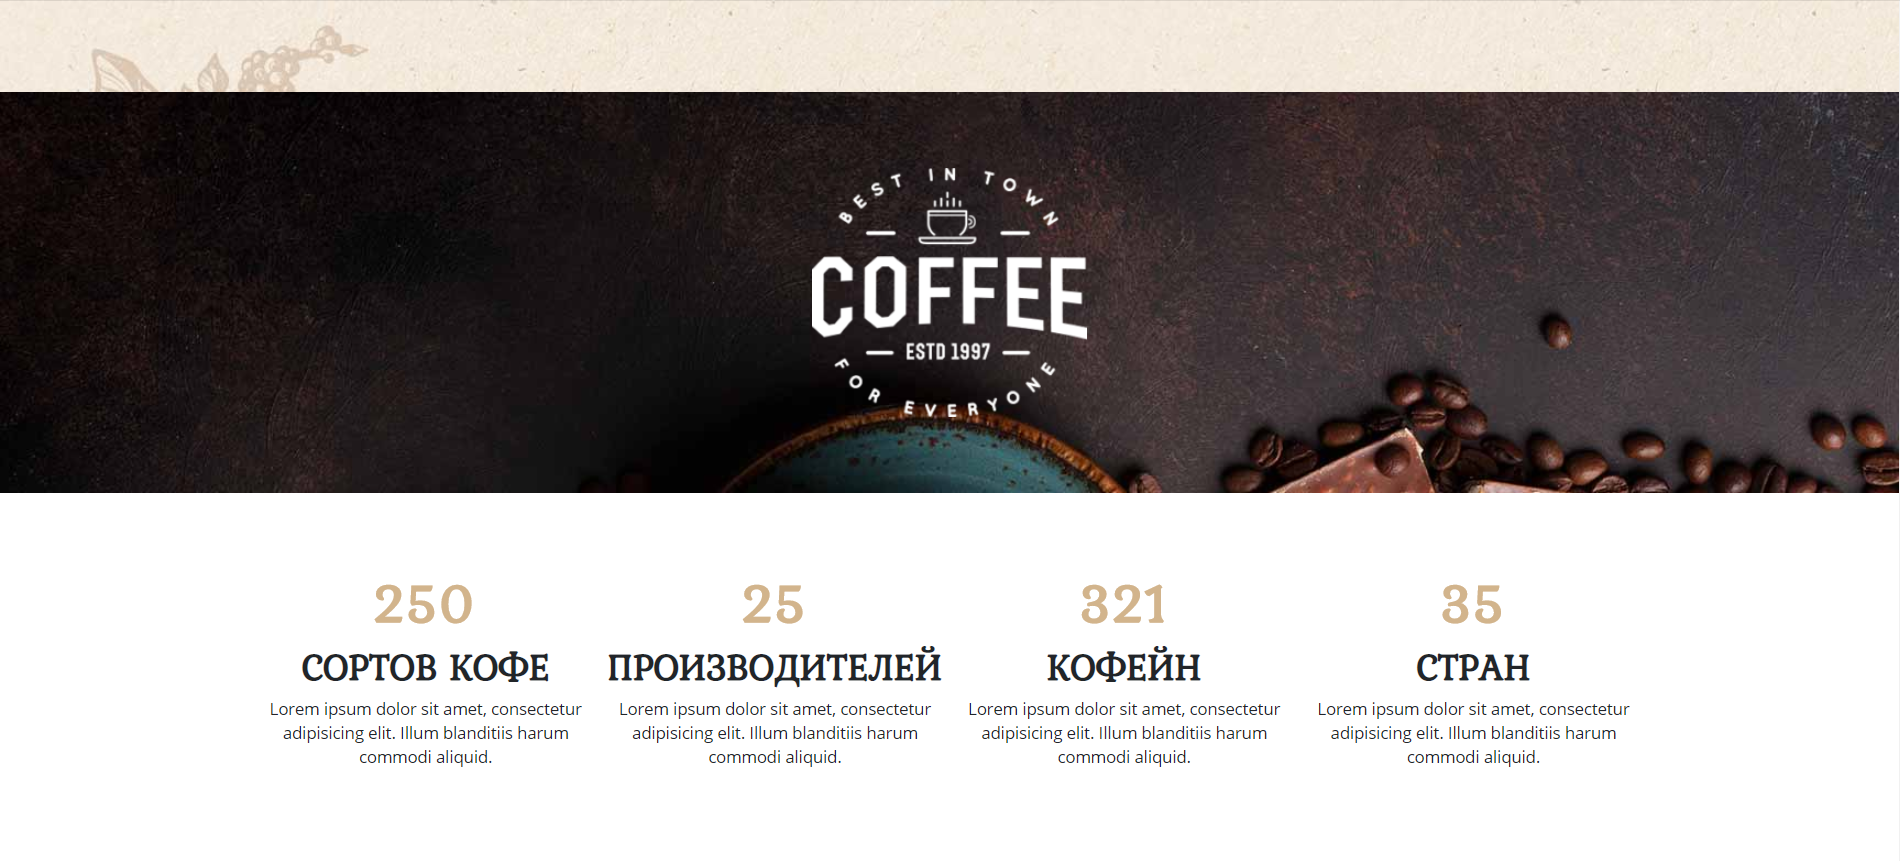 BEST IN TOWN
COFFEE
ESTD 1997
FOR EVERYONE
250
25
321
35
СОРТОВ КОФЕ
ПРОИЗВОДИТЕЛЕЙ
КОФЕЙН
СТРАН
Lorem ipsum dolor sit amet, consectetur
adipisicing elit. Illum blanditiis harum
commodi aliquid.
Lorem ipsum dolor sit amet, consectetur
adipisicing elit. Illum blanditiis harum
commodi aliquid.
Lorem ipsum dolor sit amet, consectetur
adipisicing elit. Illum blanditiis harum
commodi aliquid.
Lorem ipsum dolor sit amet, consectetur
adipisicing elit. Illum blanditiis harum
commodi aliquid.